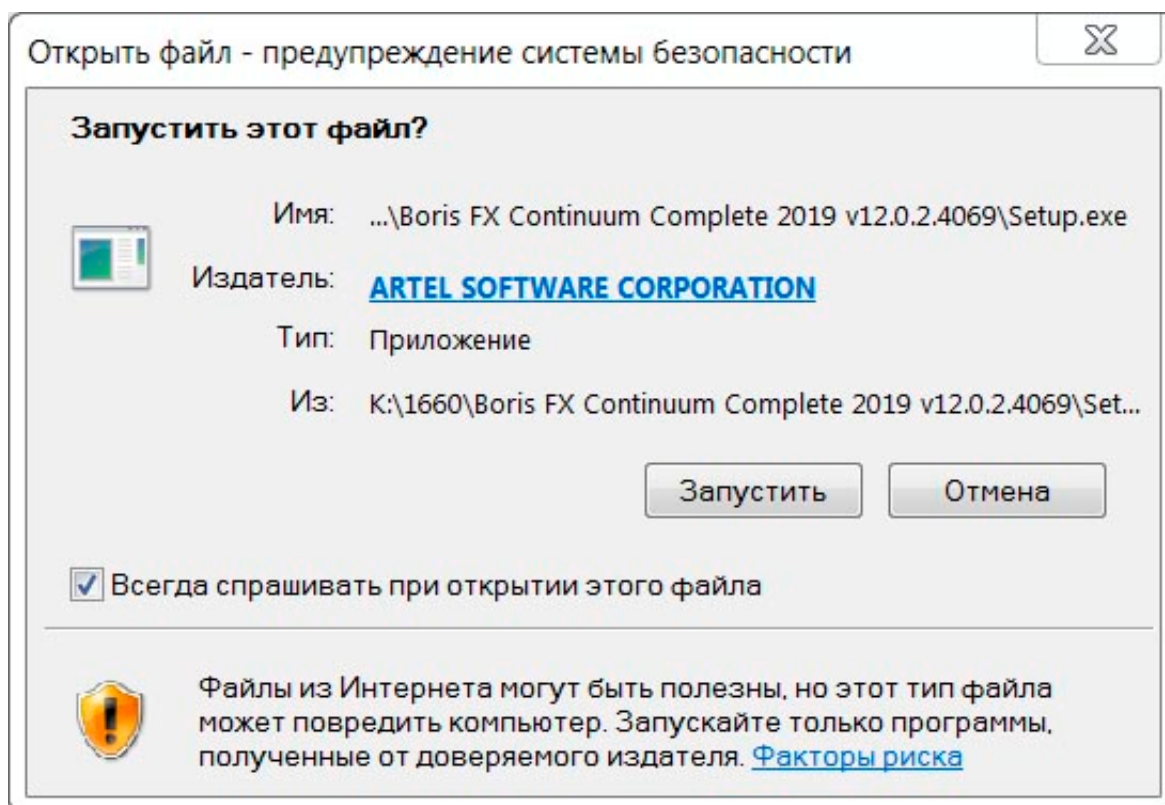 Открыть файл - предупреждение системы безопасности
Запустить этот файл?
Имя: ...\Boris FX Continuum Complete 2019 v12.0.2.4069\Setup.exe
Издатель: ARTEL SOFTWARE CORPORATION
Тип: Приложение
Из: K:\1660\Boris FX Continuum Complete 2019 v12.0.2.4069\Set...
Запустить Отмена
Всегда спрашивать при открытии этого файла
Файлы из Интернета могут быть полезны, но этот тип файла
может повредить компьютер. Запускайте только программы,
полученные от доверяемого издателя. Факторы риска